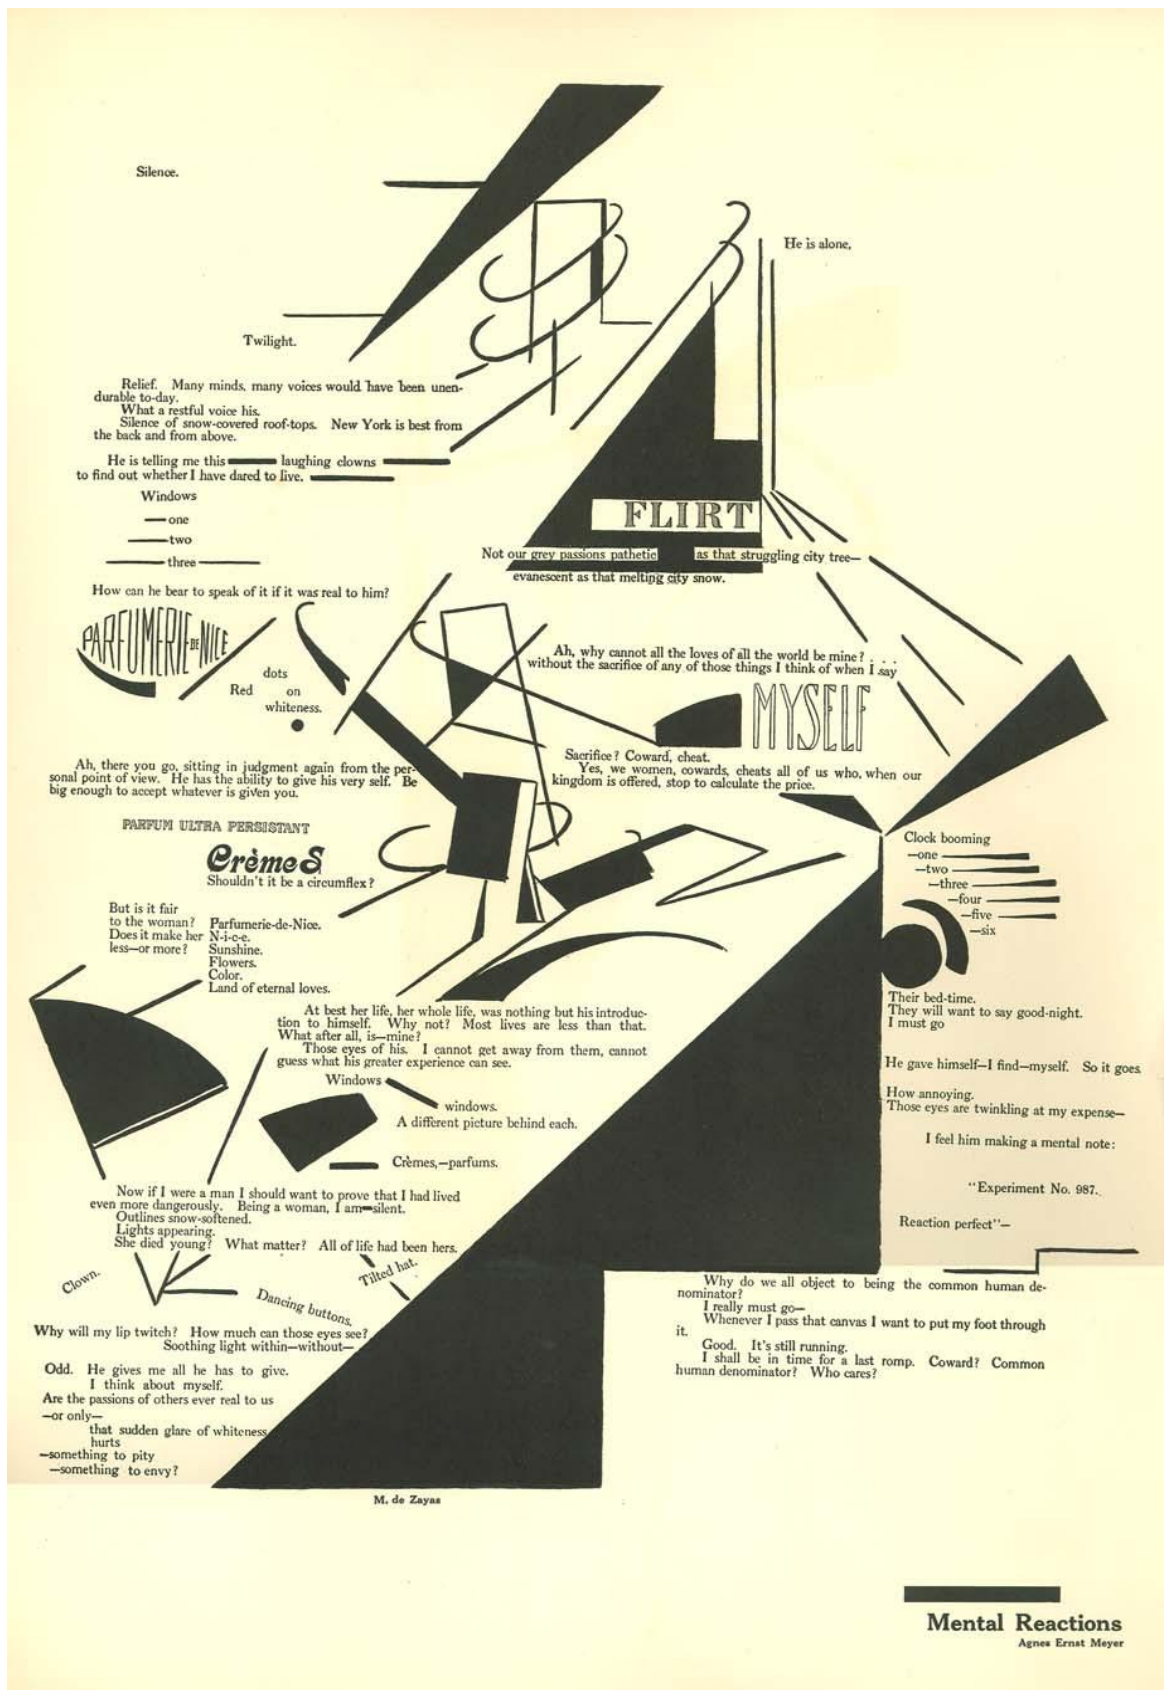 Silence.
He is alone,
Twilight.
Relief. Many minds, many voices would have been unen-
durable to-day.
What a restful voice his.
Silence of snow-covered roof-tops. New York is best from
the back and from above.
He is telling me this laughing clowns
to find out whether I have dared to live.
Windows
—one
—two
—three—
FLIRT
Not our grey passions pathetic as that struggling city tree—
evanescent as that melting city snow.
How can he bear to speak of it if it was real to him?
PARFUMERIE DE NICE
dots
Red on
whiteness.
Ah, why cannot all the loves of all the world be mine? . . .
without the sacrifice of any of those things I think of when I say
MYSELF
Sacrifice? Coward, cheat.
Yes, we women, cowards, cheats all of us who, when our
kingdom is offered, stop to calculate the price.
Ah, there you go, sitting in judgment again from the per-
sonal point of view. He has the ability to give his very self. Be
big enough to accept whatever is given you.
PARFUM ULTRA PERSISTANT
CrèmeS
Shouldn't it be a circumflex?
But is it fair
to the woman?
Does it make her
less—or more?
Parfumerie-de-Nice.
N-i-c-e.
Sunshine.
Flowers.
Color.
Land of eternal loves.
Clock booming
—one
—two
—three
—four
—five
—six
Their bed-time.
They will want to say good-night.
I must go
At best her life, her whole life, was nothing but his introduc-
tion to himself. Why not? Most lives are less than that.
What after all, is—mine?
Those eyes of his. I cannot get away from them, cannot
guess what his greater experience can see.
Windows
windows.
A different picture behind each.
Crèmes,—parfums.
He gave himself—I find—myself. So it goes.
How annoying.
Those eyes are twinkling at my expense—
I feel him making a mental note:
"Experiment No. 987.
Reaction perfect"—
Now if I were a man I should want to prove that I had lived
even more dangerously. Being a woman, I am—silent.
Outlines snow-softened.
Lights appearing.
She died young? What matter? All of life had been hers.
Clown.
Tilted hat.
Dancing buttons.
Why will my lip twitch? How much can those eyes see?
Soothing light within—without—
Odd. He gives me all he has to give.
I think about myself.
Are the passions of others ever real to us
—or only—
that sudden glare of whiteness
hurts
—something to pity
—something to envy?
Why do we all object to being the common human de-
nominator?
I really must go—
Whenever I pass that canvas I want to put my foot through
it.
Good. It's still running.
I shall be in time for a last romp. Coward? Common
human denominator? Who cares?
M. de Zayas
Mental Reactions
Agnes Ernst Meyer